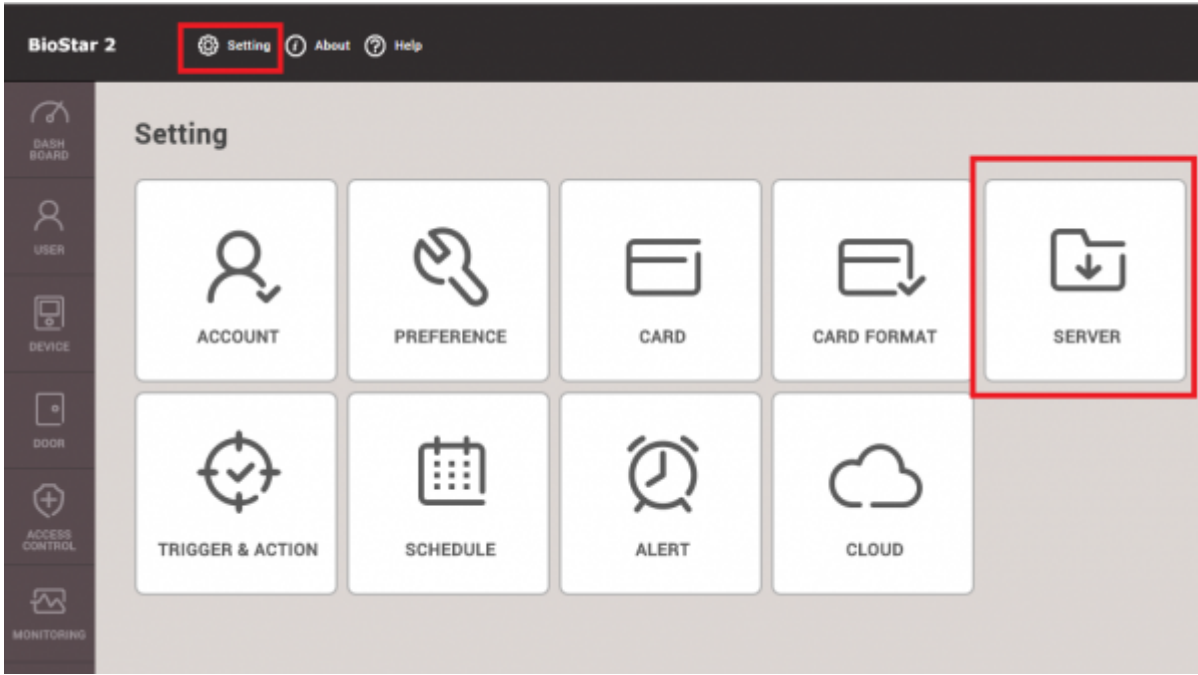 BioStar 2
Setting
About
Help
DASH
BOARD
USER
DEVICE
DOOR
ACCESS
CONTROL
MONITORING
Setting
ACCOUNT
PREFERENCE
CARD
CARD FORMAT
SERVER
TRIGGER & ACTION
SCHEDULE
ALERT
CLOUD